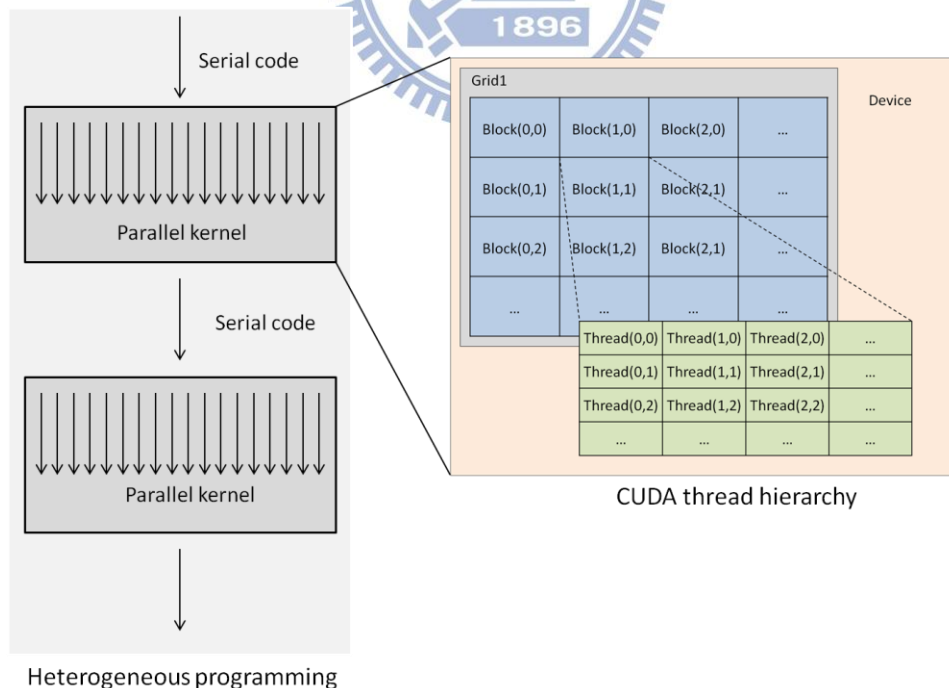 1896
Serial code
Parallel kernel
Serial code
Parallel kernel
Heterogeneous programming
Grid1
Device
Block(0,0) Block(1,0) Block(2,0) ...
Block(0,1) Block(1,1) Block(2,1) ...
Block(0,2) Block(1,2) Block(2,1) ...
... ... ... ...
Thread(0,0) Thread(1,0) Thread(2,0) ...
Thread(0,1) Thread(1,1) Thread(2,1) ...
Thread(0,2) Thread(1,2) Thread(2,2) ...
... ... ... ...
CUDA thread hierarchy